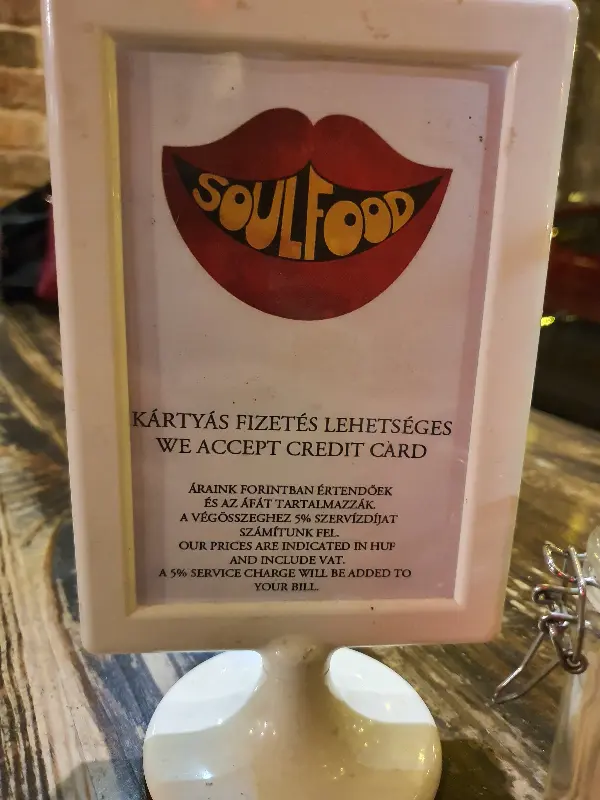 SOULFOOD
KÁRTYÁS FIZETÉS LEHETSÉGES
WE ACCEPT CREDIT CARD
ÁRAINK FORINTBAN ÉRTENDŐEK
ÉS AZ ÁFÁT TARTALMAZZÁK.
A VÉGÖSSZEGHEZ 5% SZERVÍZDÍJAT
SZÁMÍTUNK FEL.
OUR PRICES ARE INDICATED IN HUF
AND INCLUDE VAT.
A 5% SERVICE CHARGE WILL BE ADDED TO
YOUR BILL.